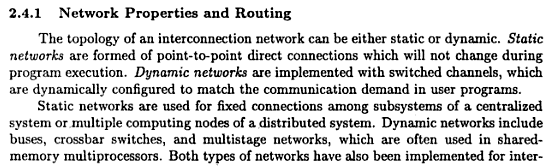 2.4.1 Network Properties and Routing
The topology of an interconnection network can be either static or dynamic. Static
networks are formed of point-to-point direct connections which will not change during
program execution. Dynamic networks are implemented with switched channels, which
are dynamically configured to match the communication demand in user programs.
Static networks are used for fixed connections among subsystems of a centralized
system or multiple computing nodes of a distributed system. Dynamic networks include
buses, crossbar switches, and multistage networks, which are often used in shared-
memory multiprocessors. Both types of networks have also been implemented for inter-